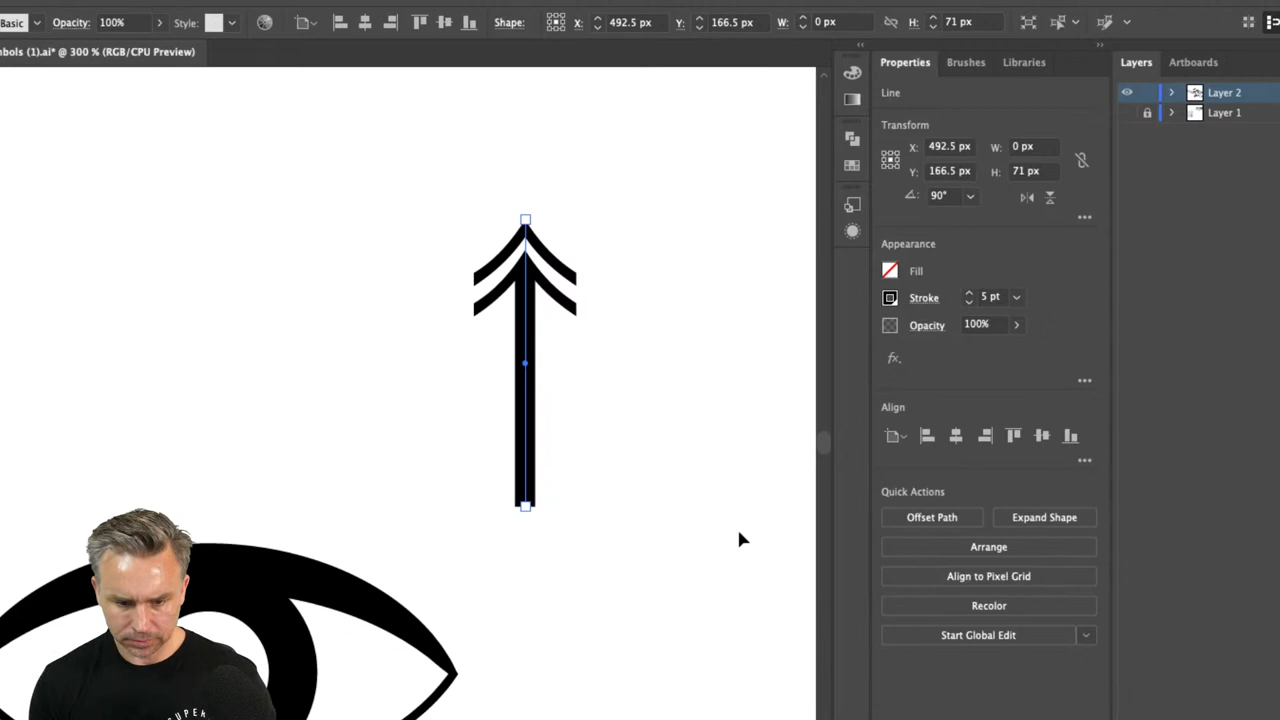 Basic Opacity: 100% Style: Shape: X: 492.5 px Y: 166.5 px W: 0 px H: 71 px
mbols (1).ai* @ 300 % (RGB/CPU Preview)
Properties Brushes Libraries Layers Artboards
Line
Layer 2
Layer 1
Transform
X: 492.5 px W: 0 px
Y: 166.5 px H: 71 px
90°
Appearance
Fill
Stroke 5 pt
Opacity 100%
fx.
Align
Quick Actions
Offset Path Expand Shape
Arrange
Align to Pixel Grid
Recolor
Start Global Edit